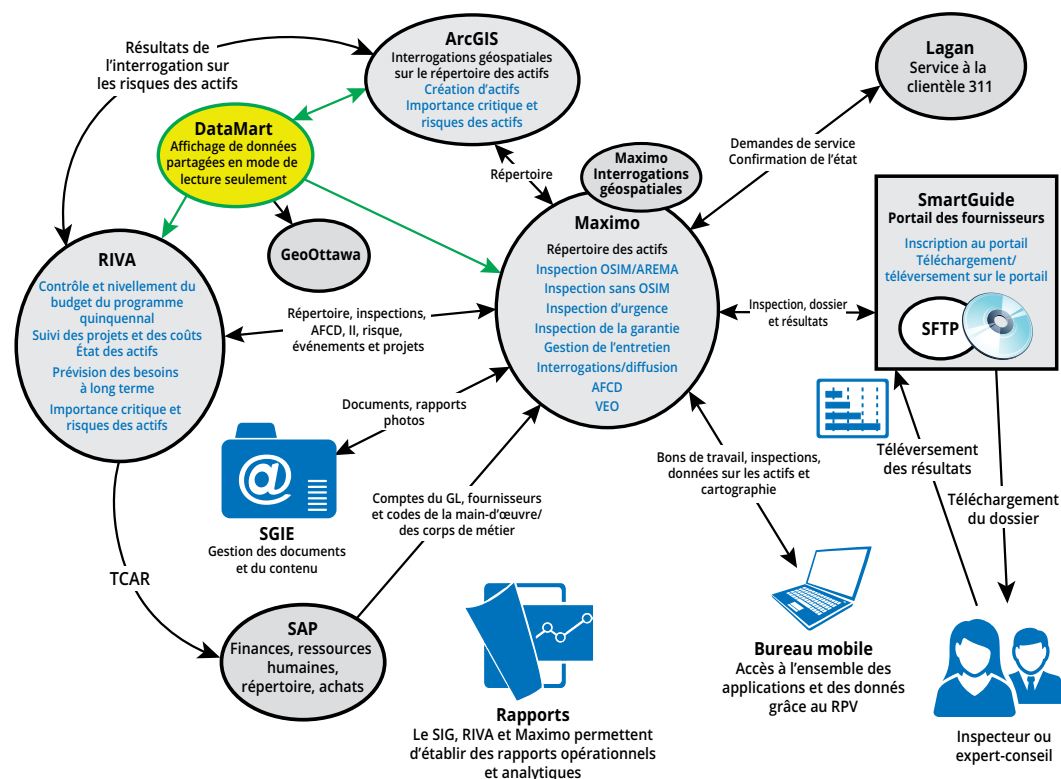 Résultats de
l'interrogation sur
les risques des actifs
ArcGIS
Interrogations géospatiales
sur le répertoire des actifs
Création d'actifs
Importance critique et
risques des actifs
Lagan
Service à la
clientèle 311
DataMart
Affichage de données
partagées en mode de
lecture seulement
Répertoire
Maximo
Interrogations
géospatiales
Demandes de service
Confirmation de l'état
GeoOttawa
RIVA
Contrôle et nivellement du
budget du programme
quinquennal
Suivi des projets et des coûts
État des actifs
Prévision des besoins
à long terme
Importance critique et
risques des actifs
Répertoire, inspections,
AFCD, II, risque,
événements et projets
Maximo
Répertoire des actifs
Inspection OSIM/AREMA
Inspection sans OSIM
Inspection d'urgence
Inspection de la garantie
Gestion de l'entretien
Interrogations/diffusion
AFCD
VEO
Inspection, dossier
et résultats
SmartGuide
Portail des fournisseurs
Inscription au portail
Téléchargement/
téléversement sur le portail
SFTP
Documents, rapports
photos
@
SGIE
Gestion des documents
et du contenu
Comptes du GL, fournisseurs
et codes de la main-d'œuvre/
des corps de métier
Bons de travail, inspections,
données sur les actifs et
cartographie
Téléversement
des résultats
Téléchargement
du dossier
TCAR
SAP
Finances, ressources
humaines,
répertoire, achats
Rapports
Le SIG, RIVA et Maximo permettent
d'établir des rapports opérationnels
et analytiques
Bureau mobile
Accès à l'ensemble des
applications et des donnés
grâce au RPV
Inspecteur ou
expert-conseil